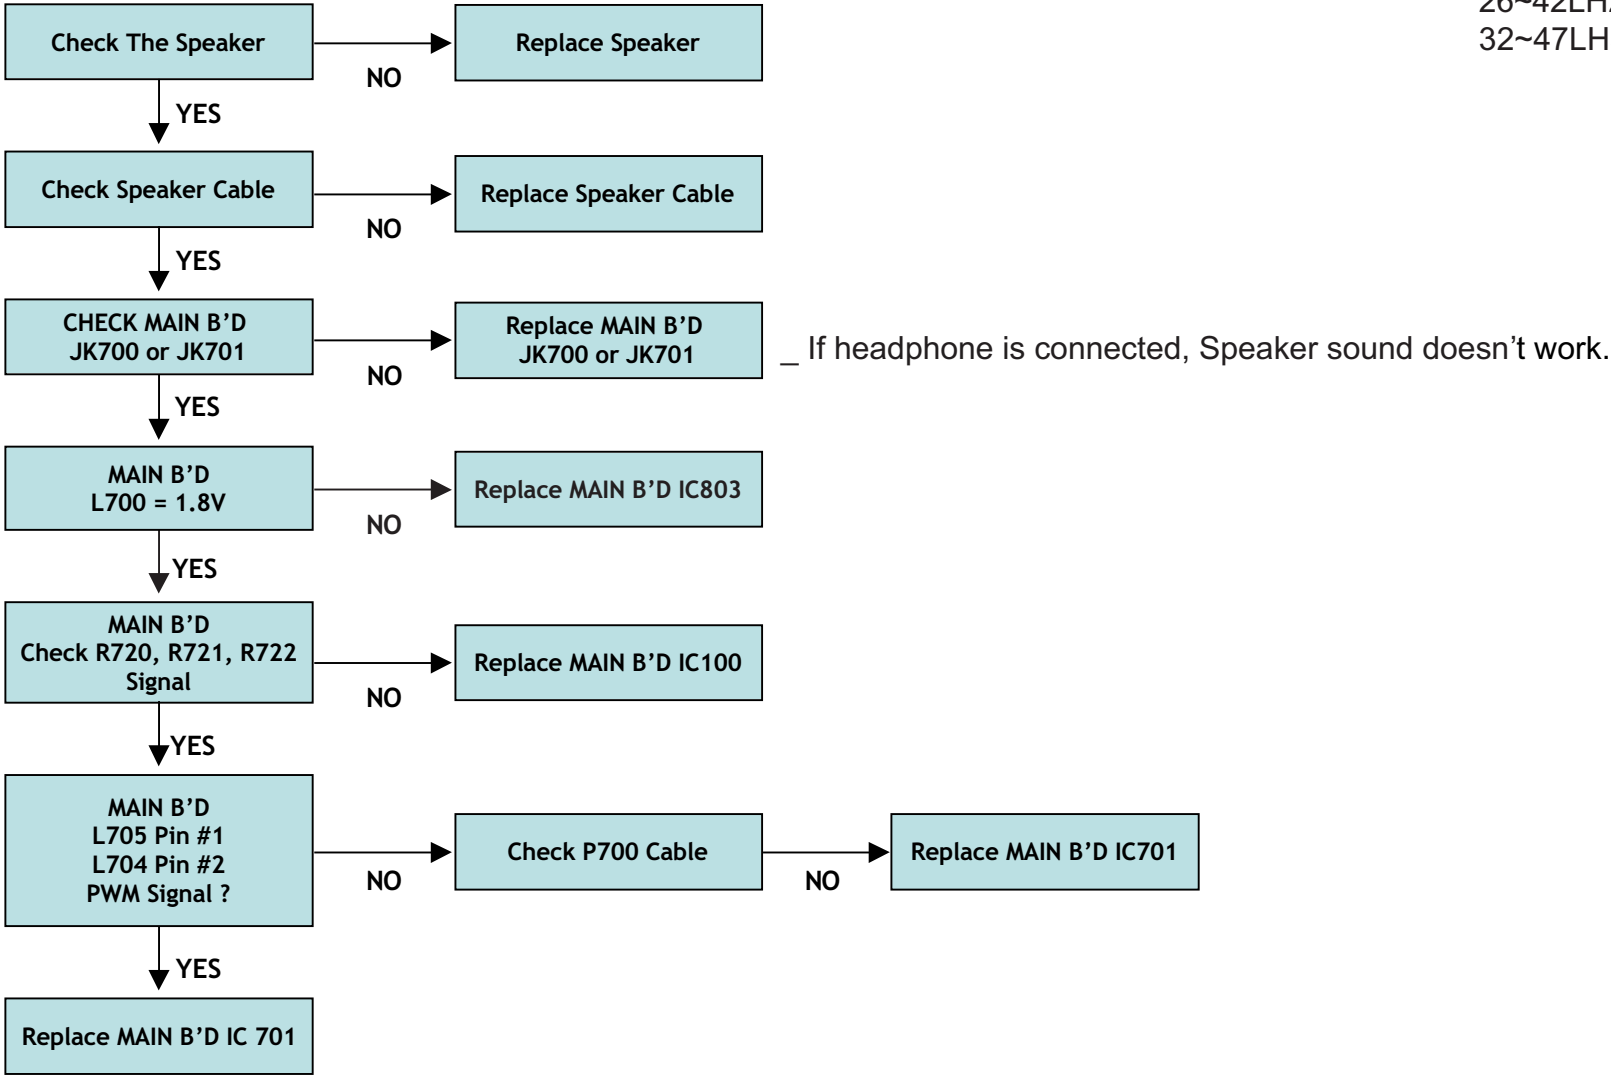 32~47LH
Check The Speaker
NO
Replace Speaker
YES
Check Speaker Cable
NO
Replace Speaker Cable
YES
CHECK MAIN B’D
JK700 or JK701
NO
Replace MAIN B’D
JK700 or JK701
_ If headphone is connected, Speaker sound doesn’t work.
YES
MAIN B’D
L700 = 1.8V
NO
Replace MAIN B’D IC803
YES
MAIN B’D
Check R720, R721, R722
Signal
NO
Replace MAIN B’D IC100
YES
MAIN B’D
L705 Pin #1
L704 Pin #2
PWM Signal ?
NO
Check P700 Cable
NO
Replace MAIN B’D IC701
YES
Replace MAIN B’D IC 701